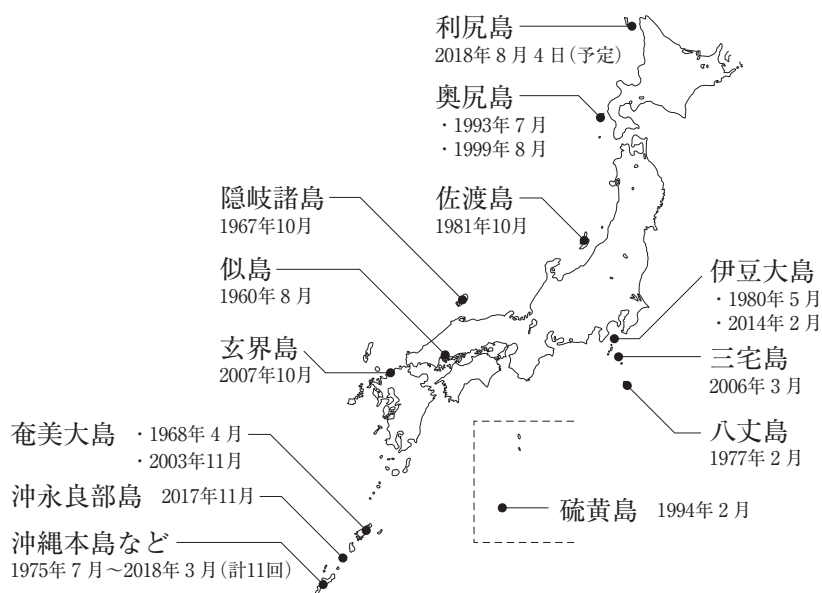 利尻島
2018年8月4日(予定)
奥尻島
・1993年7月
・1999年8月
隠岐諸島
1967年10月
佐渡島
1981年10月
似島
1960年8月
伊豆大島
・1980年5月
・2014年2月
玄界島
2007年10月
三宅島
2006年3月
八丈島
1977年2月
奄美大島 ・1968年4月
・2003年11月
沖永良部島 2017年11月
硫黄島 1994年2月
沖縄本島など
1975年7月～2018年3月(計11回)